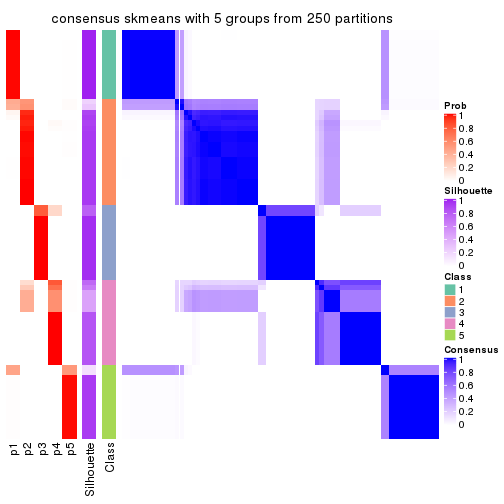 consensus skmeans with 5 groups from 250 partitions
Prob
1
0.8
0.6
0.4
0.2
0
Silhouette
1
0.8
0.6
0.4
0.2
0
Class
1
2
3
4
5
Consensus
1
0.8
0.6
0.4
0.2
0
p1
p2
p3
p4
p5
Silhouette
Class